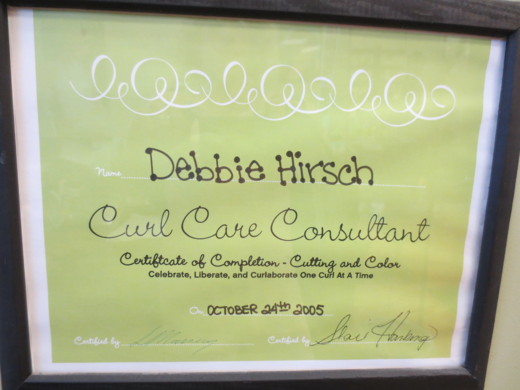 Name Debbie Hirsch
Curl Care Consultant
Certificate of Completion - Cutting and Color
Celebrate, Liberate, and Curlaborate One Curl At A Time
On OCTOBER 24th 2005
Certified by Certified by